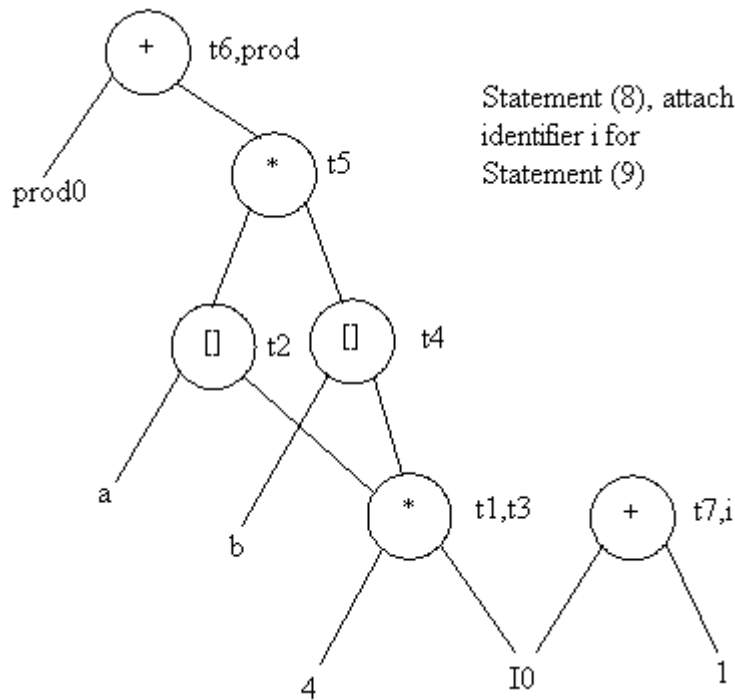 +
t6,prod
Statement (8), attach
identifier i for
Statement (9)
prod0
*
t5
[]
t2
[]
t4
a
b
*
t1,t3
+
t7,i
4
I0
1